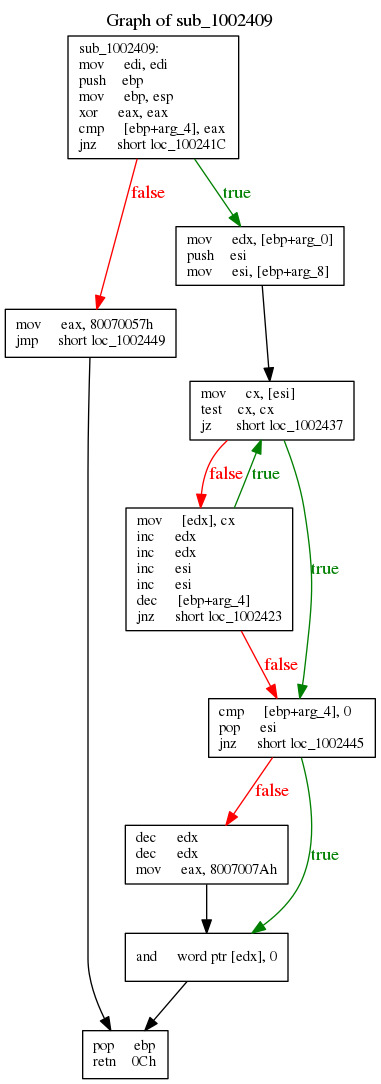 Graph of sub_1002409
sub_1002409:
mov edi, edi
push ebp
mov ebp, esp
xor eax, eax
cmp [ebp+arg_4], eax
jnz short loc_100241C
false
true
mov edx, [ebp+arg_0]
push esi
mov esi, [ebp+arg_8]
mov eax, 80070057h
jmp short loc_1002449
mov cx, [esi]
test cx, cx
jz short loc_1002437
false
true
mov [edx], cx
inc edx
inc edx
inc esi
inc esi
dec [ebp+arg_4]
jnz short loc_1002423
true
false
cmp [ebp+arg_4], 0
pop esi
jnz short loc_1002445
false
dec edx
dec edx
mov eax, 8007007Ah
true
and word ptr [edx], 0
pop ebp
retn 0Ch